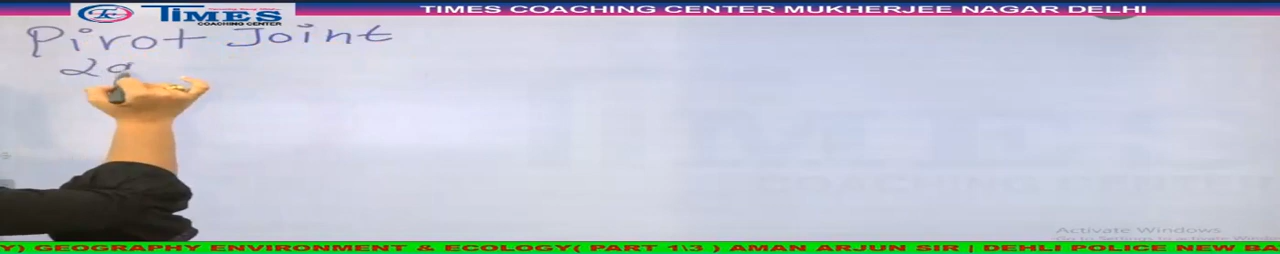 TIMES
COACHING CENTER
TIMES COACHING CENTER MUKHERJEE NAGAR DELHI
Pivot Joint
Activate Windows
Y) GEOGRAPHY ENVIRONMENT & ECOLOGY( PART 1\3 ) AMAN ARJUN SIR | DEHLI POLICE NEW BA